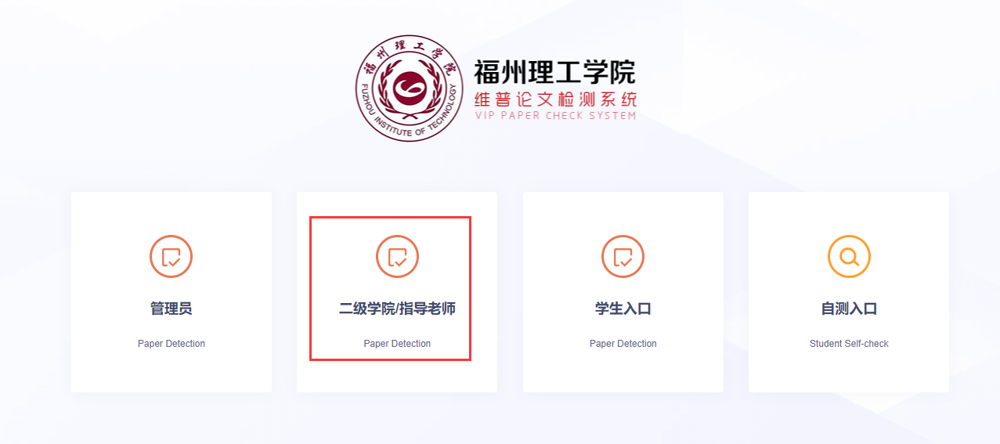 福州理工学院
FUZHOU INSTITUTE OF TECHNOLOGY
福州理工学院
维普论文检测系统
VIP PAPER CHECK SYSTEM
管理员
Paper Detection
二级学院/指导老师
Paper Detection
学生入口
Paper Detection
自测入口
Student Self-check